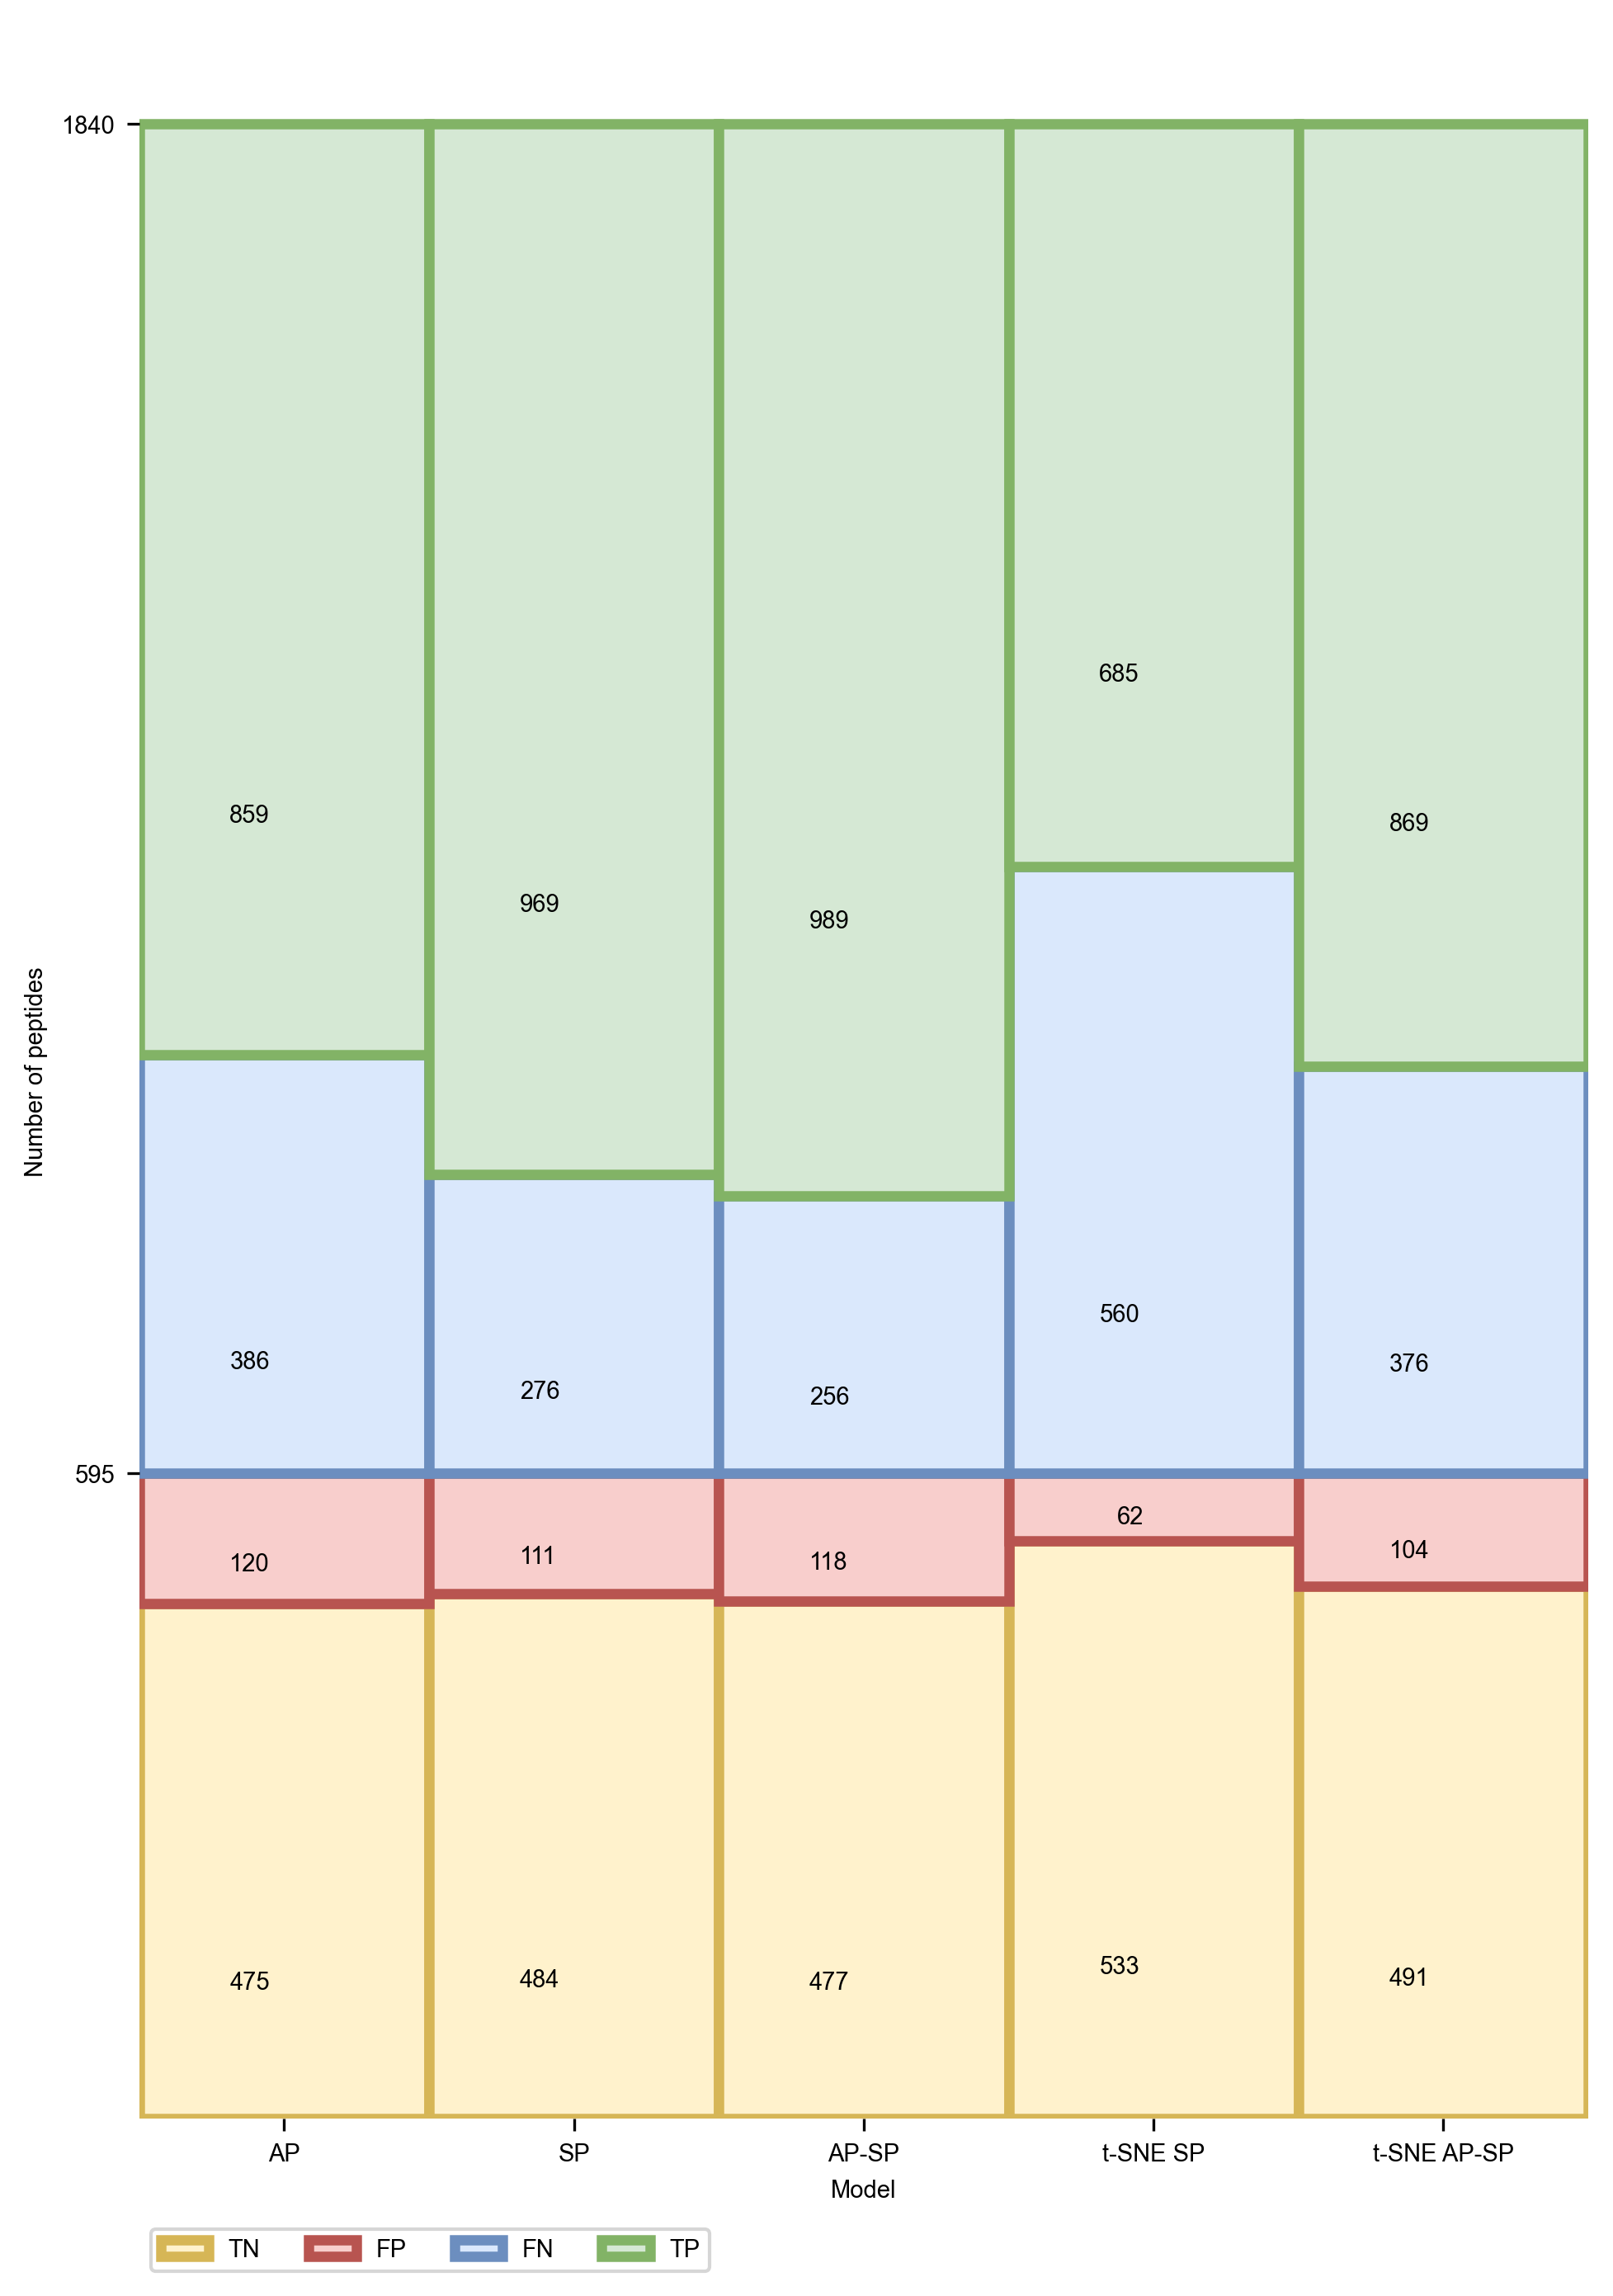 1840
685
859
869
969
989
Number of peptides
560
386
376
276
256
595
62
120
111
118
104
475
484
477
533
491
AP
SP
AP-SP
t-SNE SP
t-SNE AP-SP
Model
TN
FP
FN
TP